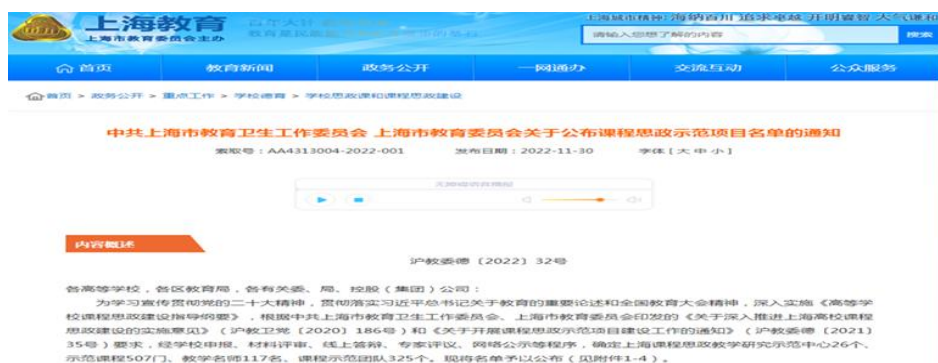 上海教育
上海市教育委员会主办
上海城市精神:海纳百川 追求卓越 开明睿智 大气谦和
请输入您想了解的内容
搜索
首页 教育新闻 政务公开 一网通办 交流互动 公众服务
首页 > 政务公开 > 重点工作 > 学校德育 > 学校思政课和课程思政建设
中共上海市教育卫生工作委员会 上海市教育委员会关于公布课程思政示范项目名单的通知
索取号：AA4313004-2022-001 发布日期：2022-11-30 字体 [ 大 中 小 ]
无障碍语音播报
内容概述
沪教委德〔2022〕32号
各高等学校，各区教育局，各有关委、局、控股（集团）公司：
为学习宣传贯彻党的二十大精神，贯彻落实习近平总书记关于教育的重要论述和全国教育大会精神，深入实施《高等学
校课程思政建设指导纲要》，根据中共上海市教育卫生工作委员会、上海市教育委员会印发的《关于深入推进上海高校课程
思政建设的实施意见》（沪教卫党〔2020〕186号）和《关于开展课程思政示范项目建设工作的通知》（沪教委德〔2021〕
35号）要求，经学校申报、材料评审、线上答辩、专家评议、网络公示等程序，确定上海课程思政教学研究示范中心26个、
示范课程507门、教学名师117名、课程示范团队325个。现将名单予以公布（见附件1-4）。